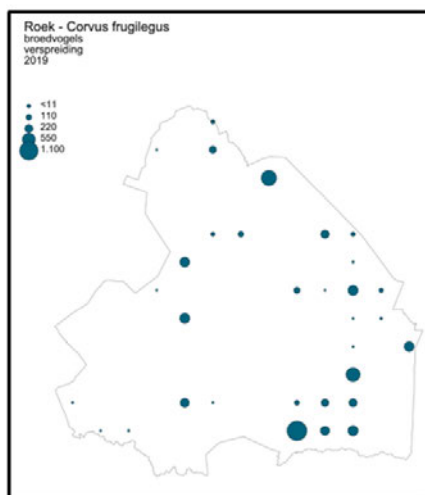 Roek - Corvus frugilegus
broedvogels
verspreiding
2019
<11
110
220
550
1.100